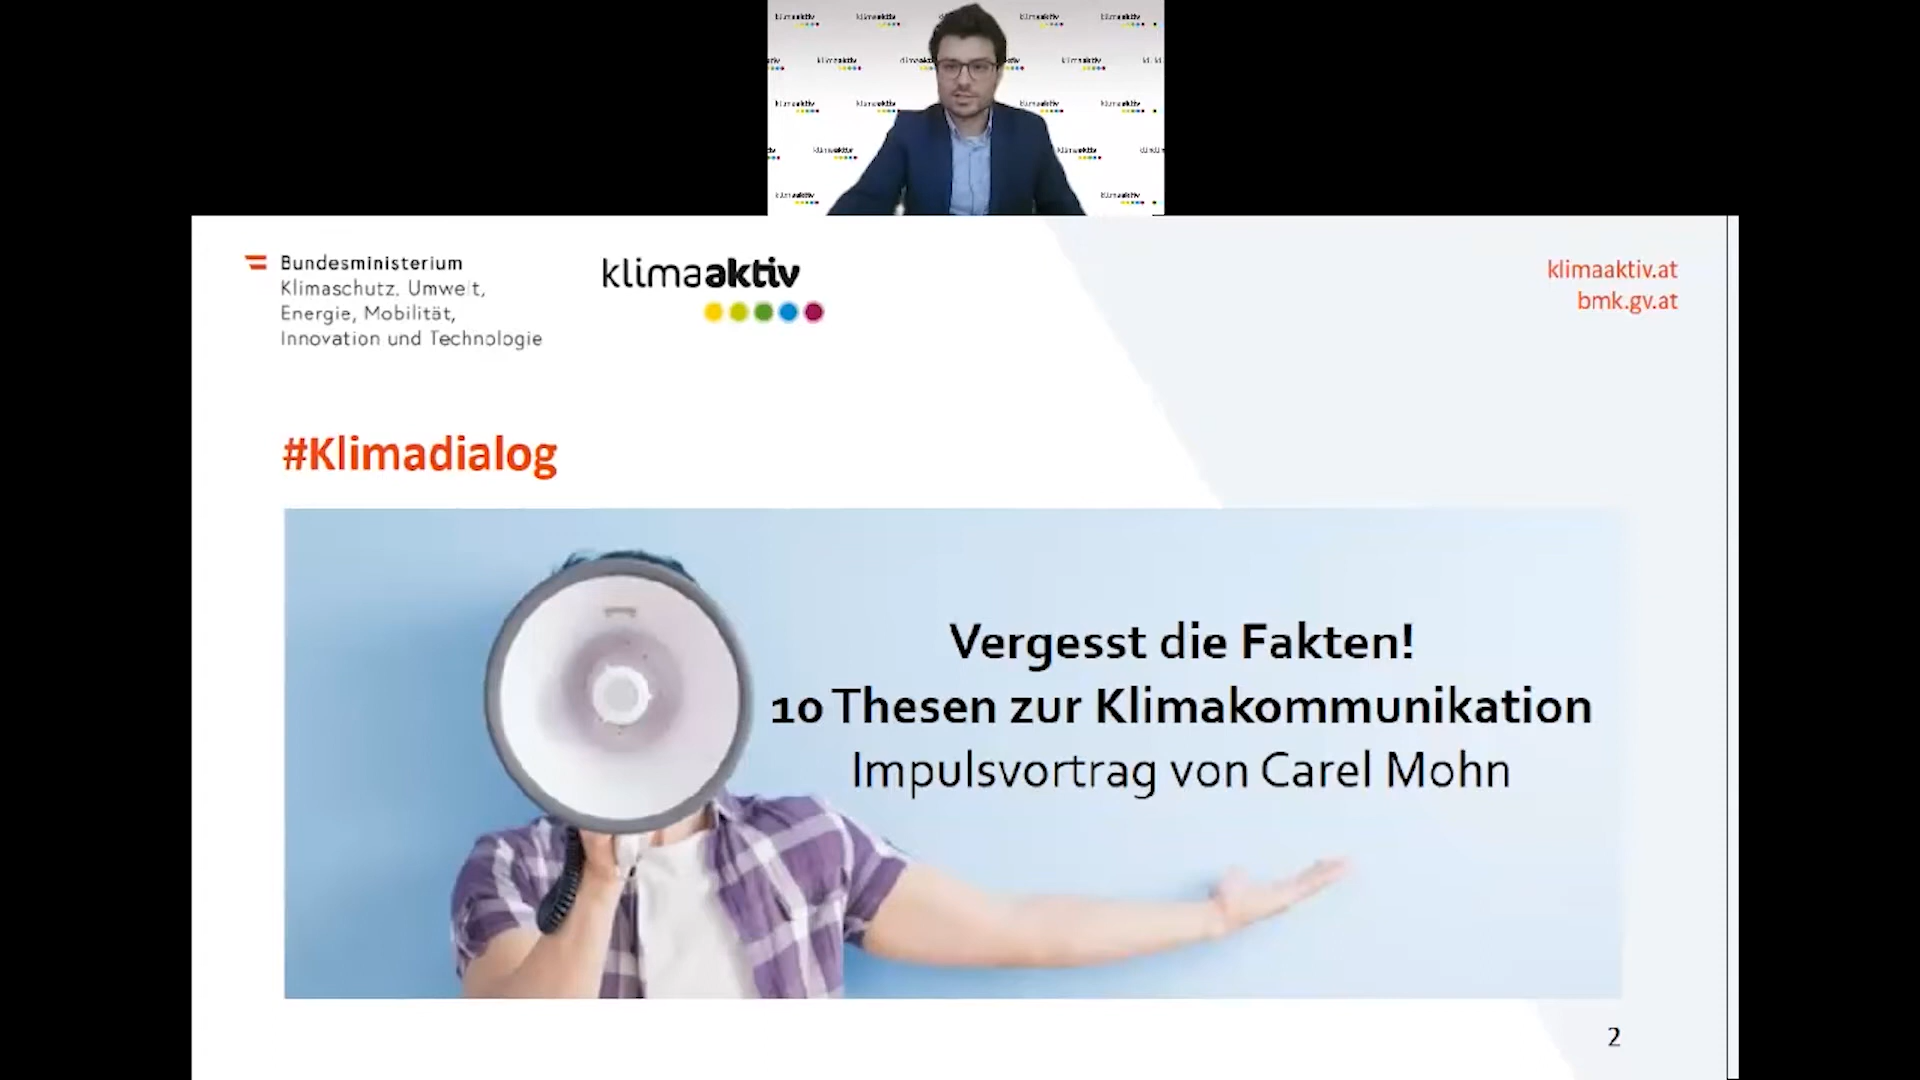 Bundesministerium
Klimaschutz, Umwelt,
Energie, Mobilität,
Innovation und Technologie
klimaaktiv
klimaaktiv.at
bmk.gv.at
#Klimadialog
Vergesst die Fakten!
10 Thesen zur Klimakommunikation
Impulsvortrag von Carel Mohn
2